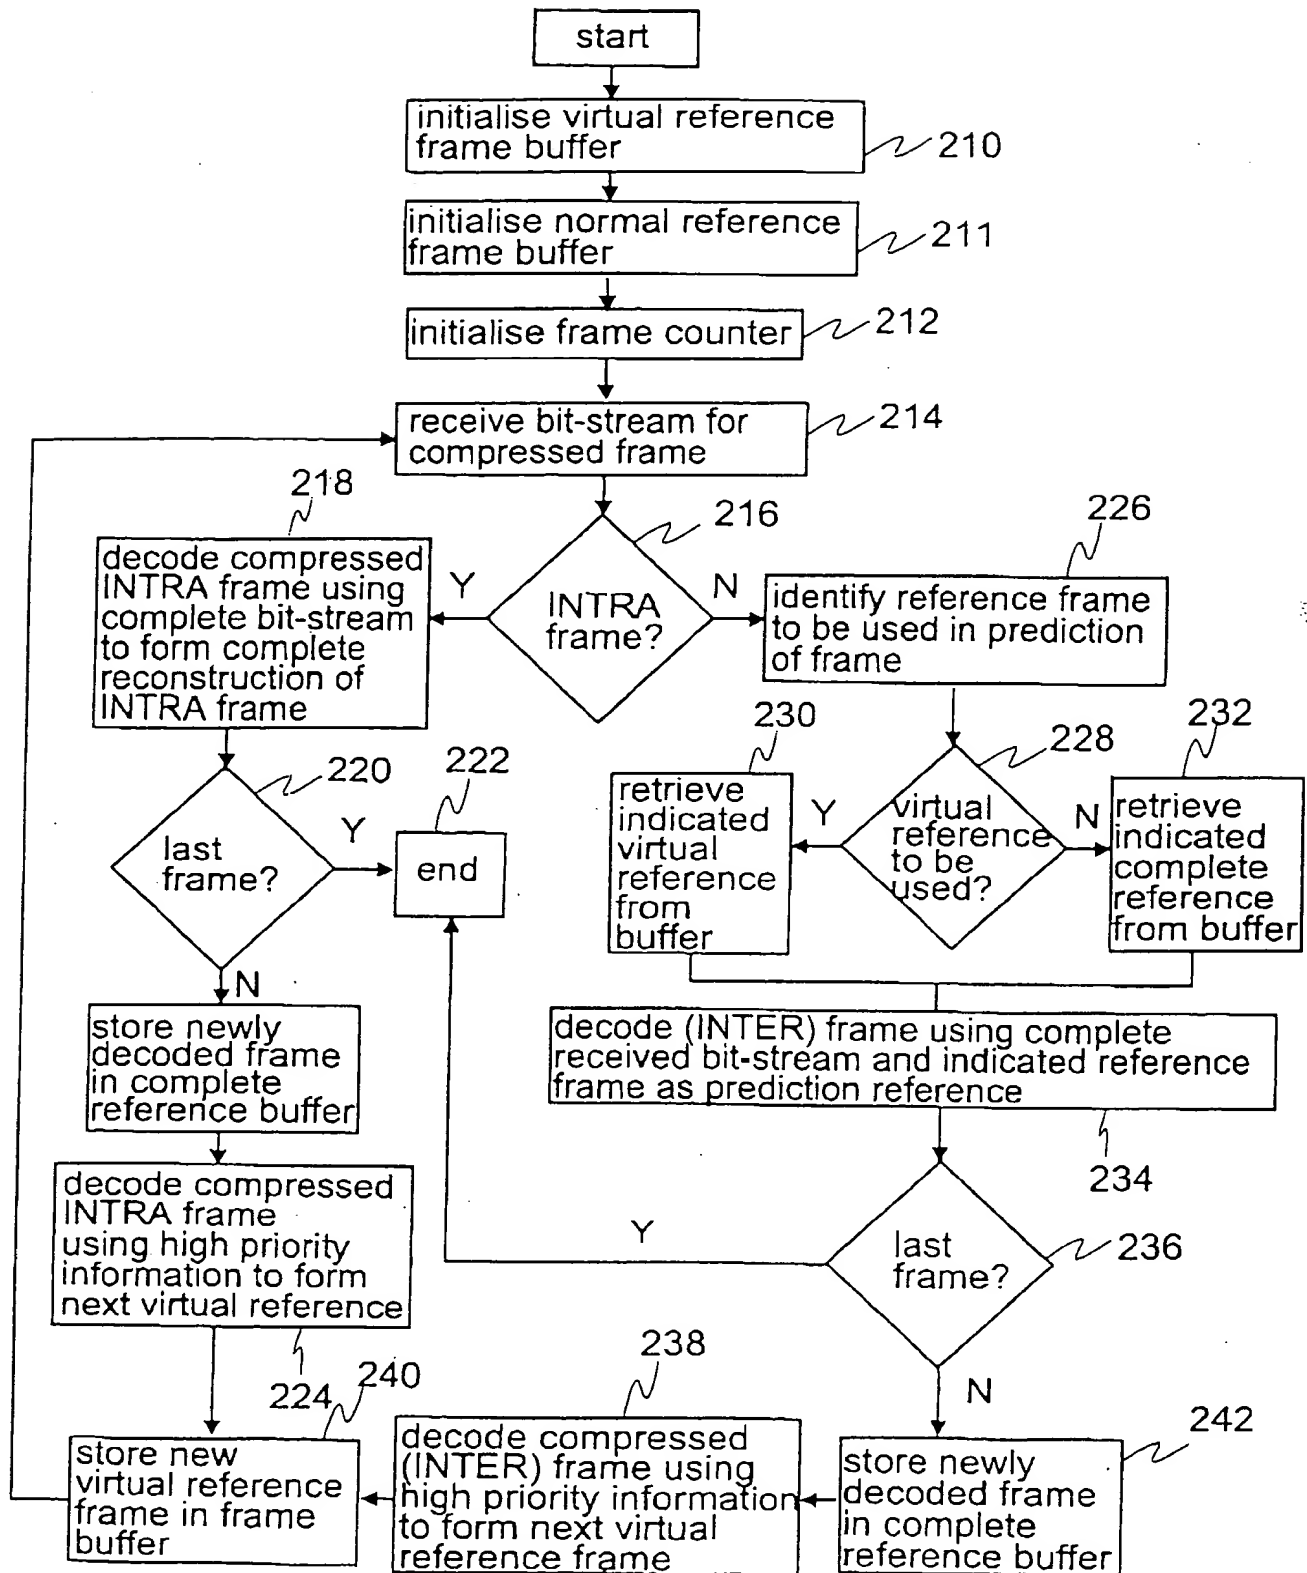 start
initialise virtual reference
frame buffer
210
initialise normal reference
frame buffer
211
initialise frame counter
212
receive bit-stream for
compressed frame
214
216
INTRA
frame?
Y
N
218
decode compressed
INTRA frame using
complete bit-stream
to form complete
reconstruction of
INTRA frame
226
identify reference frame
to be used in prediction
of frame
220
last
frame?
Y
N
222
end
228
virtual
reference
to be
used?
Y
N
230
retrieve
indicated
virtual
reference
from
buffer
232
retrieve
indicated
complete
reference
from buffer
store newly
decoded frame
in complete
reference buffer
decode (INTER) frame using complete
received bit-stream and indicated reference
frame as prediction reference
234
decode compressed
INTRA frame
using high priority
information to form
next virtual reference
224
236
last
frame?
Y
N
240
store new
virtual reference
frame in frame
buffer
238
decode compressed
(INTER) frame using
high priority information
to form next virtual
reference frame
242
store newly
decoded frame
in complete
reference buffer